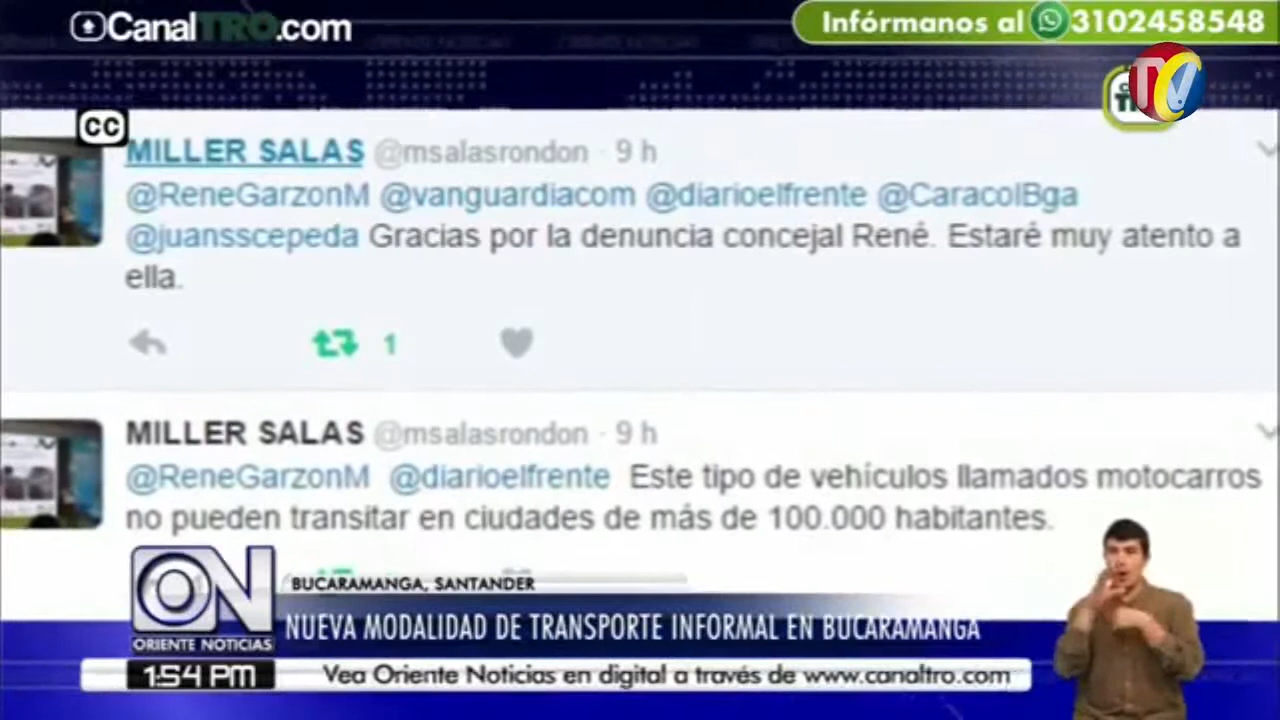 CanalTRO.com
Infórmanos al 3102458548
TV
CC
MILLER SALAS @msalasrondon · 9 h
@ReneGarzonM @vanguardiacom @diarioelfrente @CaracolBga
@juansscepeda Gracias por la denuncia concejal René. Estaré muy atento a
ella.
1
MILLER SALAS @msalasrondon · 9 h
@ReneGarzonM @diarioelfrente Este tipo de vehículos llamados motocarros
no pueden transitar en ciudades de más de 100.000 habitantes.
ON
ORIENTE NOTICIAS
BUCARAMANGA, SANTANDER
NUEVA MODALIDAD DE TRANSPORTE INFORMAL EN BUCARAMANGA
1:54 PM
Vea Oriente Noticias en digital a través de www.canaltro.com